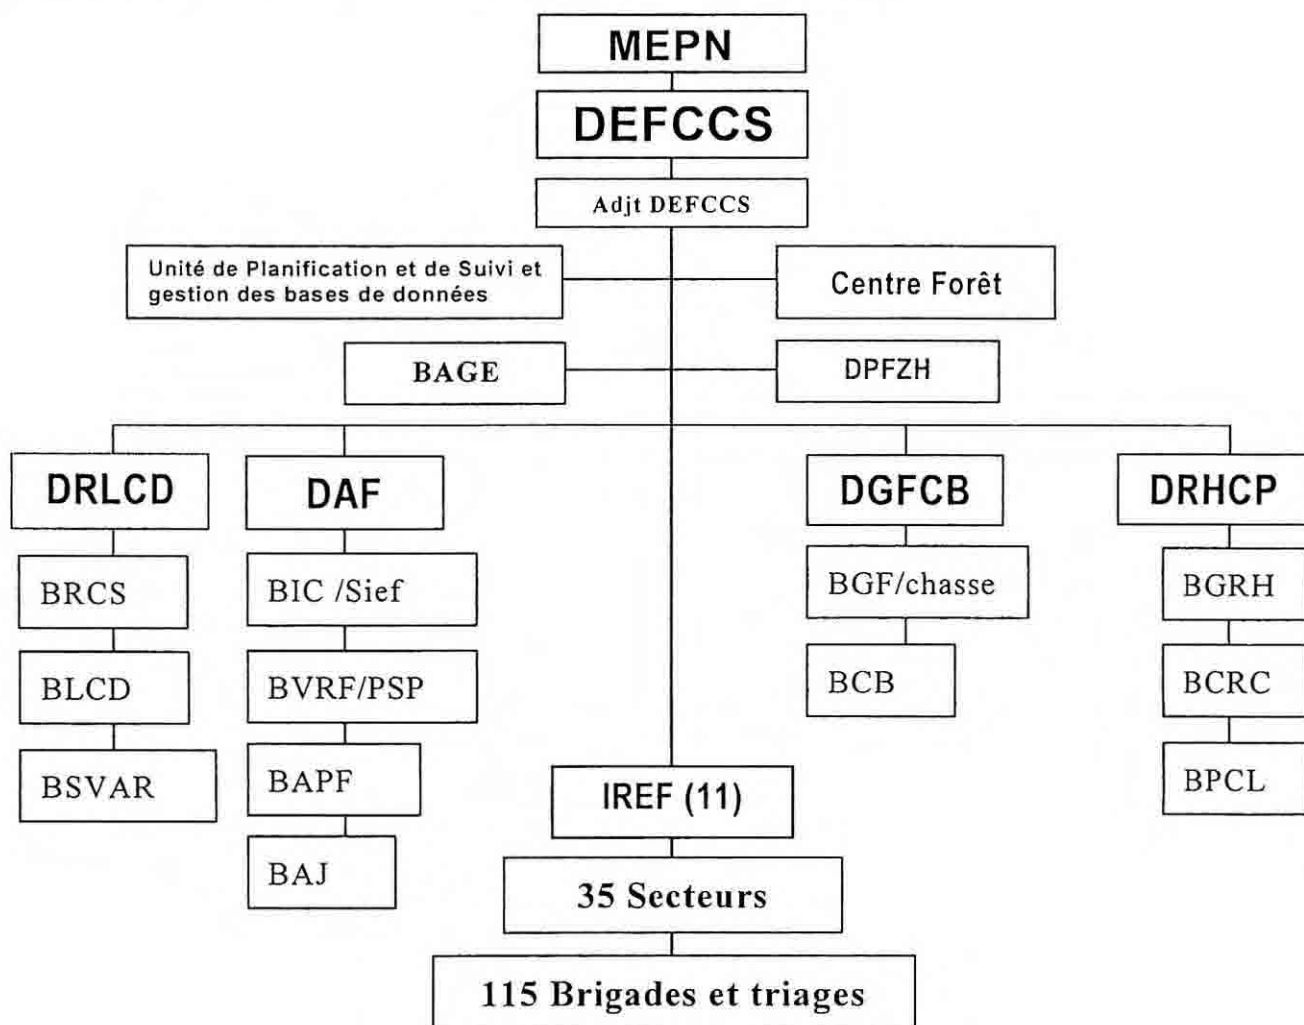 MEPN
DEFCCS
Adjt DEFCCS
Unité de Planification et de Suivi et
gestion des bases de données
Centre Forêt
BAGE
DPFZH
DRLCD
DAF
DGFCB
DRHCP
BRCS
BIC /Sief
BGF/chasse
BGRH
BLCD
BVRF/PSP
BCB
BCRC
BSVAR
BAPF
IREF (11)
BPCL
BAJ
35 Secteurs
115 Brigades et triages